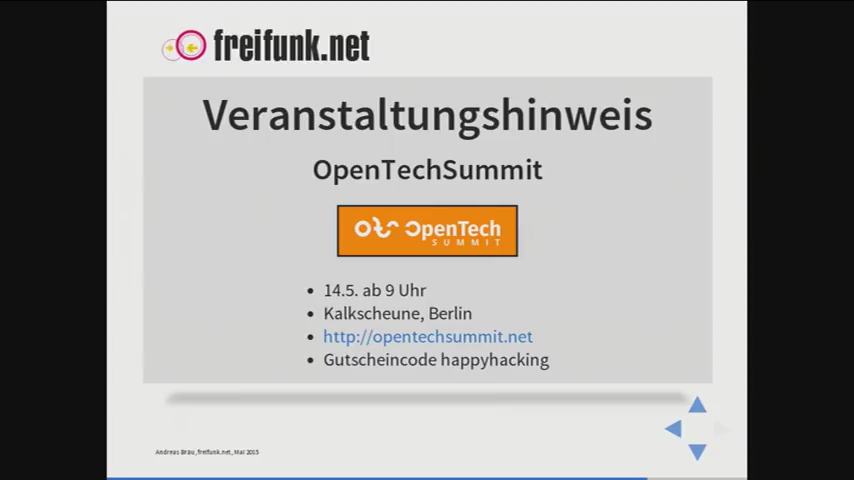 freifunk.net
Veranstaltungshinweis
OpenTechSummit
OpenTech
SUMMIT
14.5. ab 9 Uhr
Kalkscheune, Berlin
http://opentechsummit.net
Gutscheincode happyhacking
Andreas Bräu, freifunk.net, Mai 2015